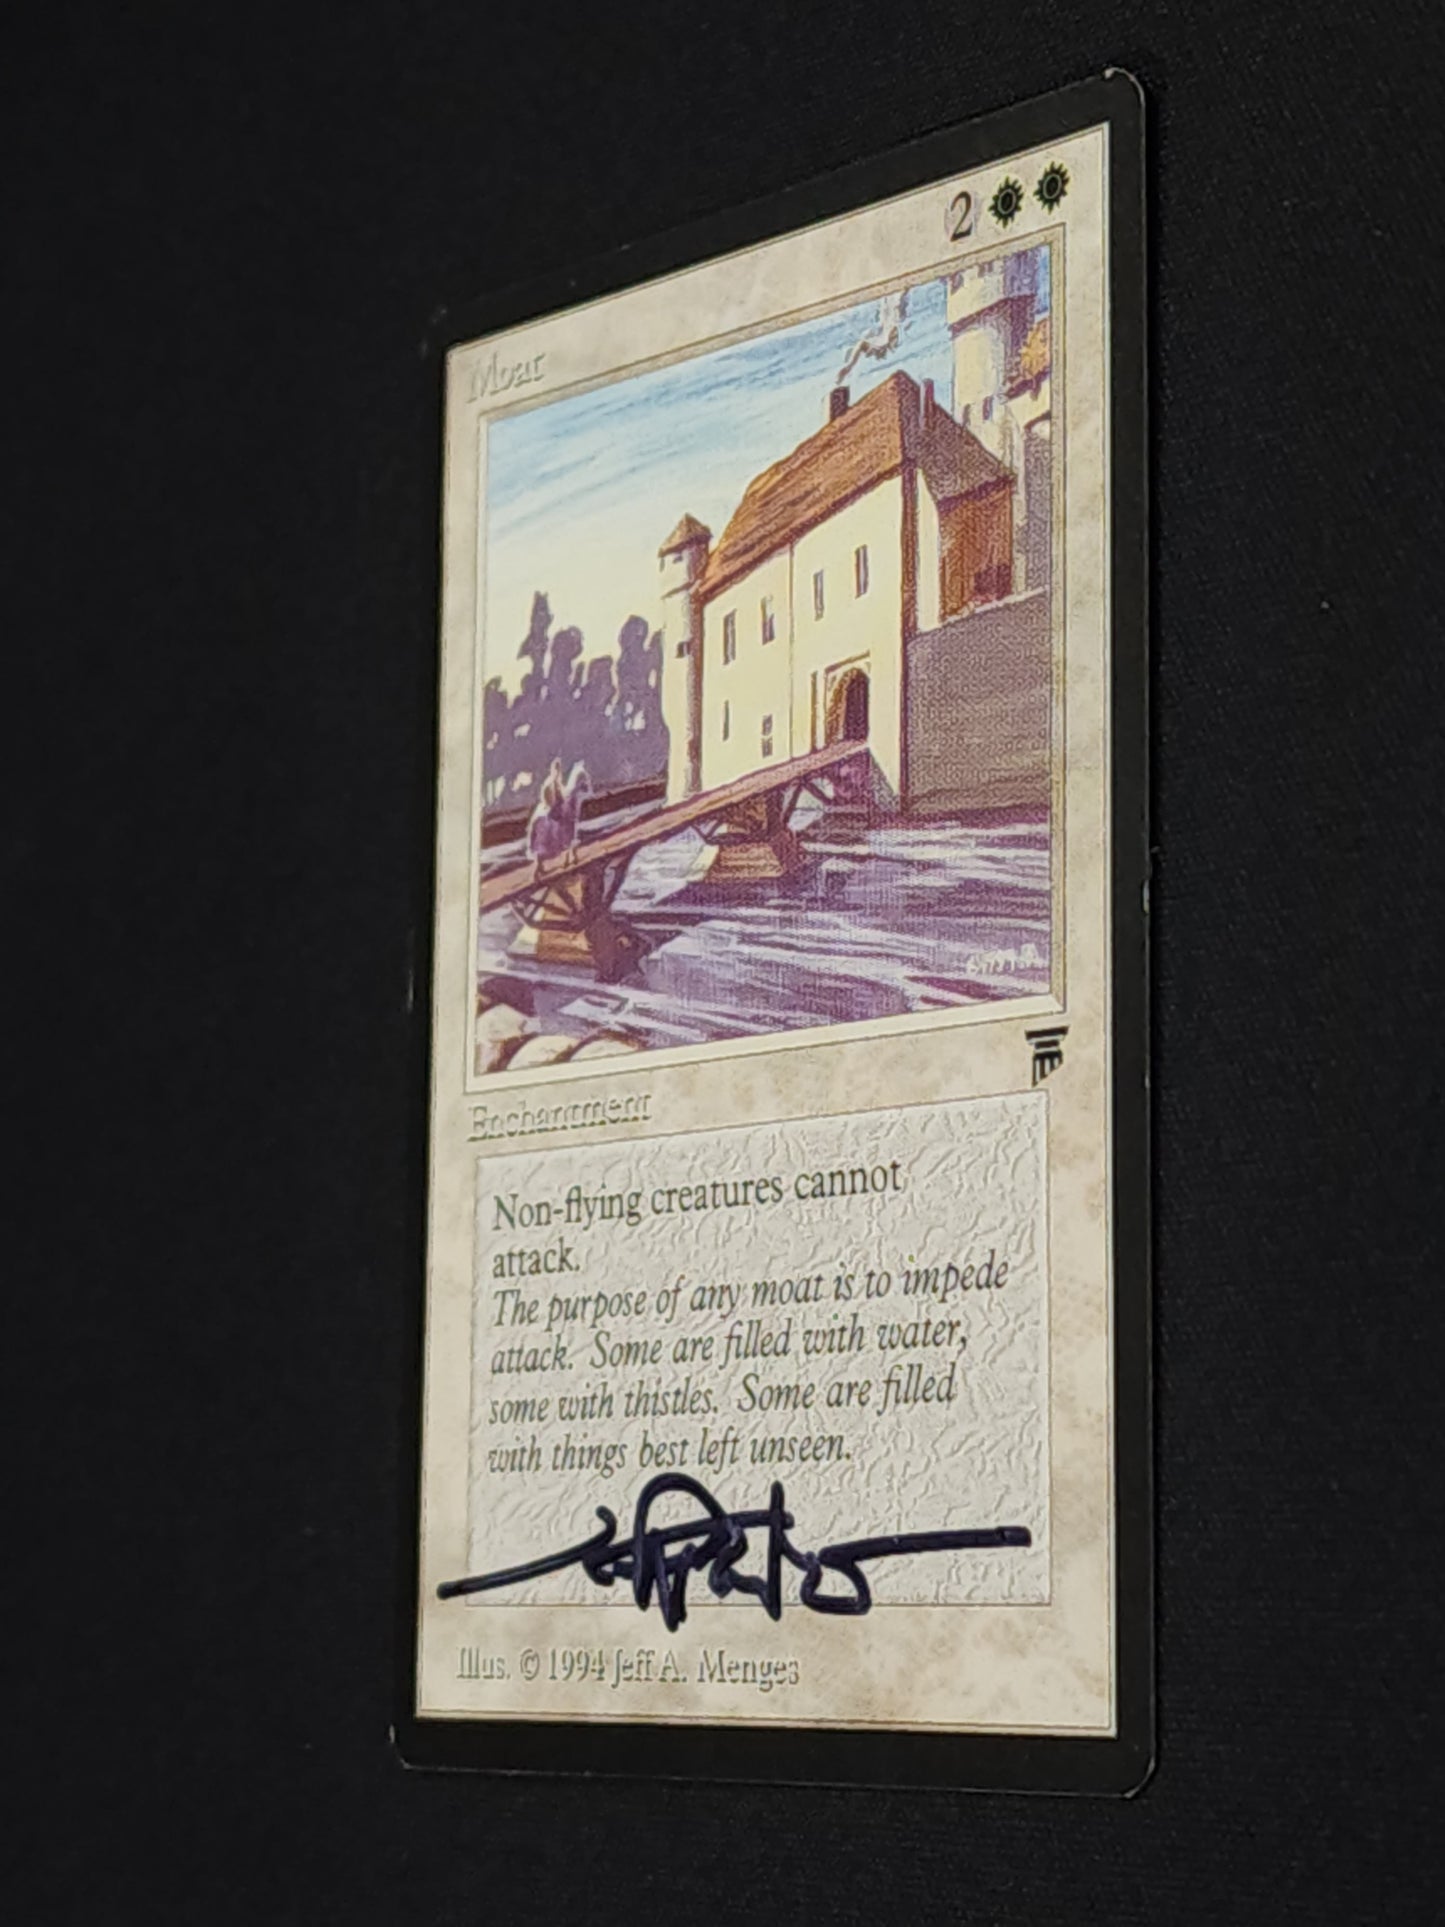 2
Moat
Enchantment
Non-flying creatures cannot
attack.
The purpose of any moat is to impede
attack. Some are filled with water,
some with thistles. Some are filled
with things best left unseen.
Illus. © 1994 Jeff A. Menges